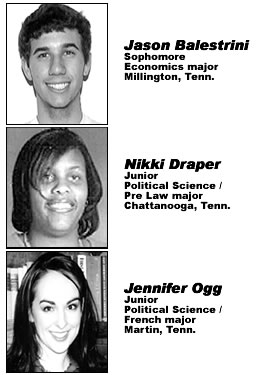 Jason Balestrini
Sophomore
Economics major
Millington, Tenn.
Nikki Draper
Junior
Political Science /
Pre Law major
Chattanooga, Tenn.
Jennifer Ogg
Junior
Political Science /
French major
Martin, Tenn.